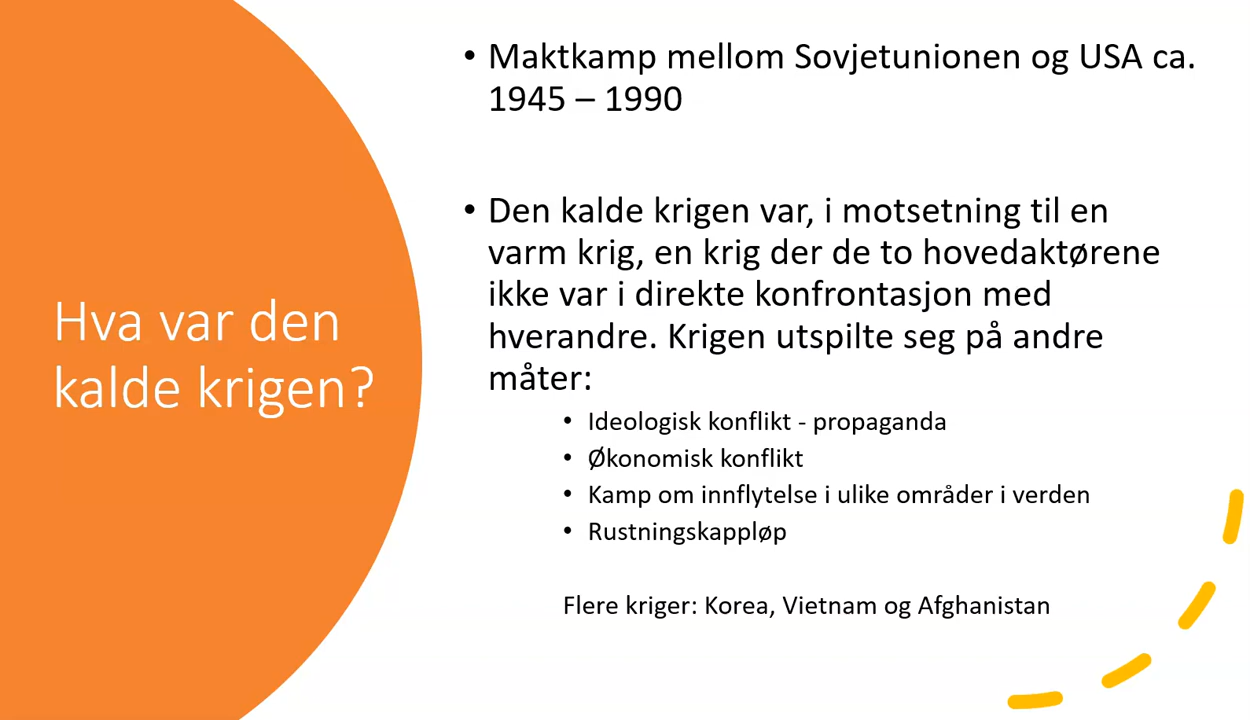 Hva var den
kalde krigen?
• Maktkamp mellom Sovjetunionen og USA ca.
1945 – 1990
• Den kalde krigen var, i motsetning til en
varm krig, en krig der de to hovedaktørene
ikke var i direkte konfrontasjon med
hverandre. Krigen utspilte seg på andre
måter:
• Ideologisk konflikt - propaganda
• Økonomisk konflikt
• Kamp om innflytelse i ulike områder i verden
• Rustningskappløp
Flere kriger: Korea, Vietnam og Afghanistan